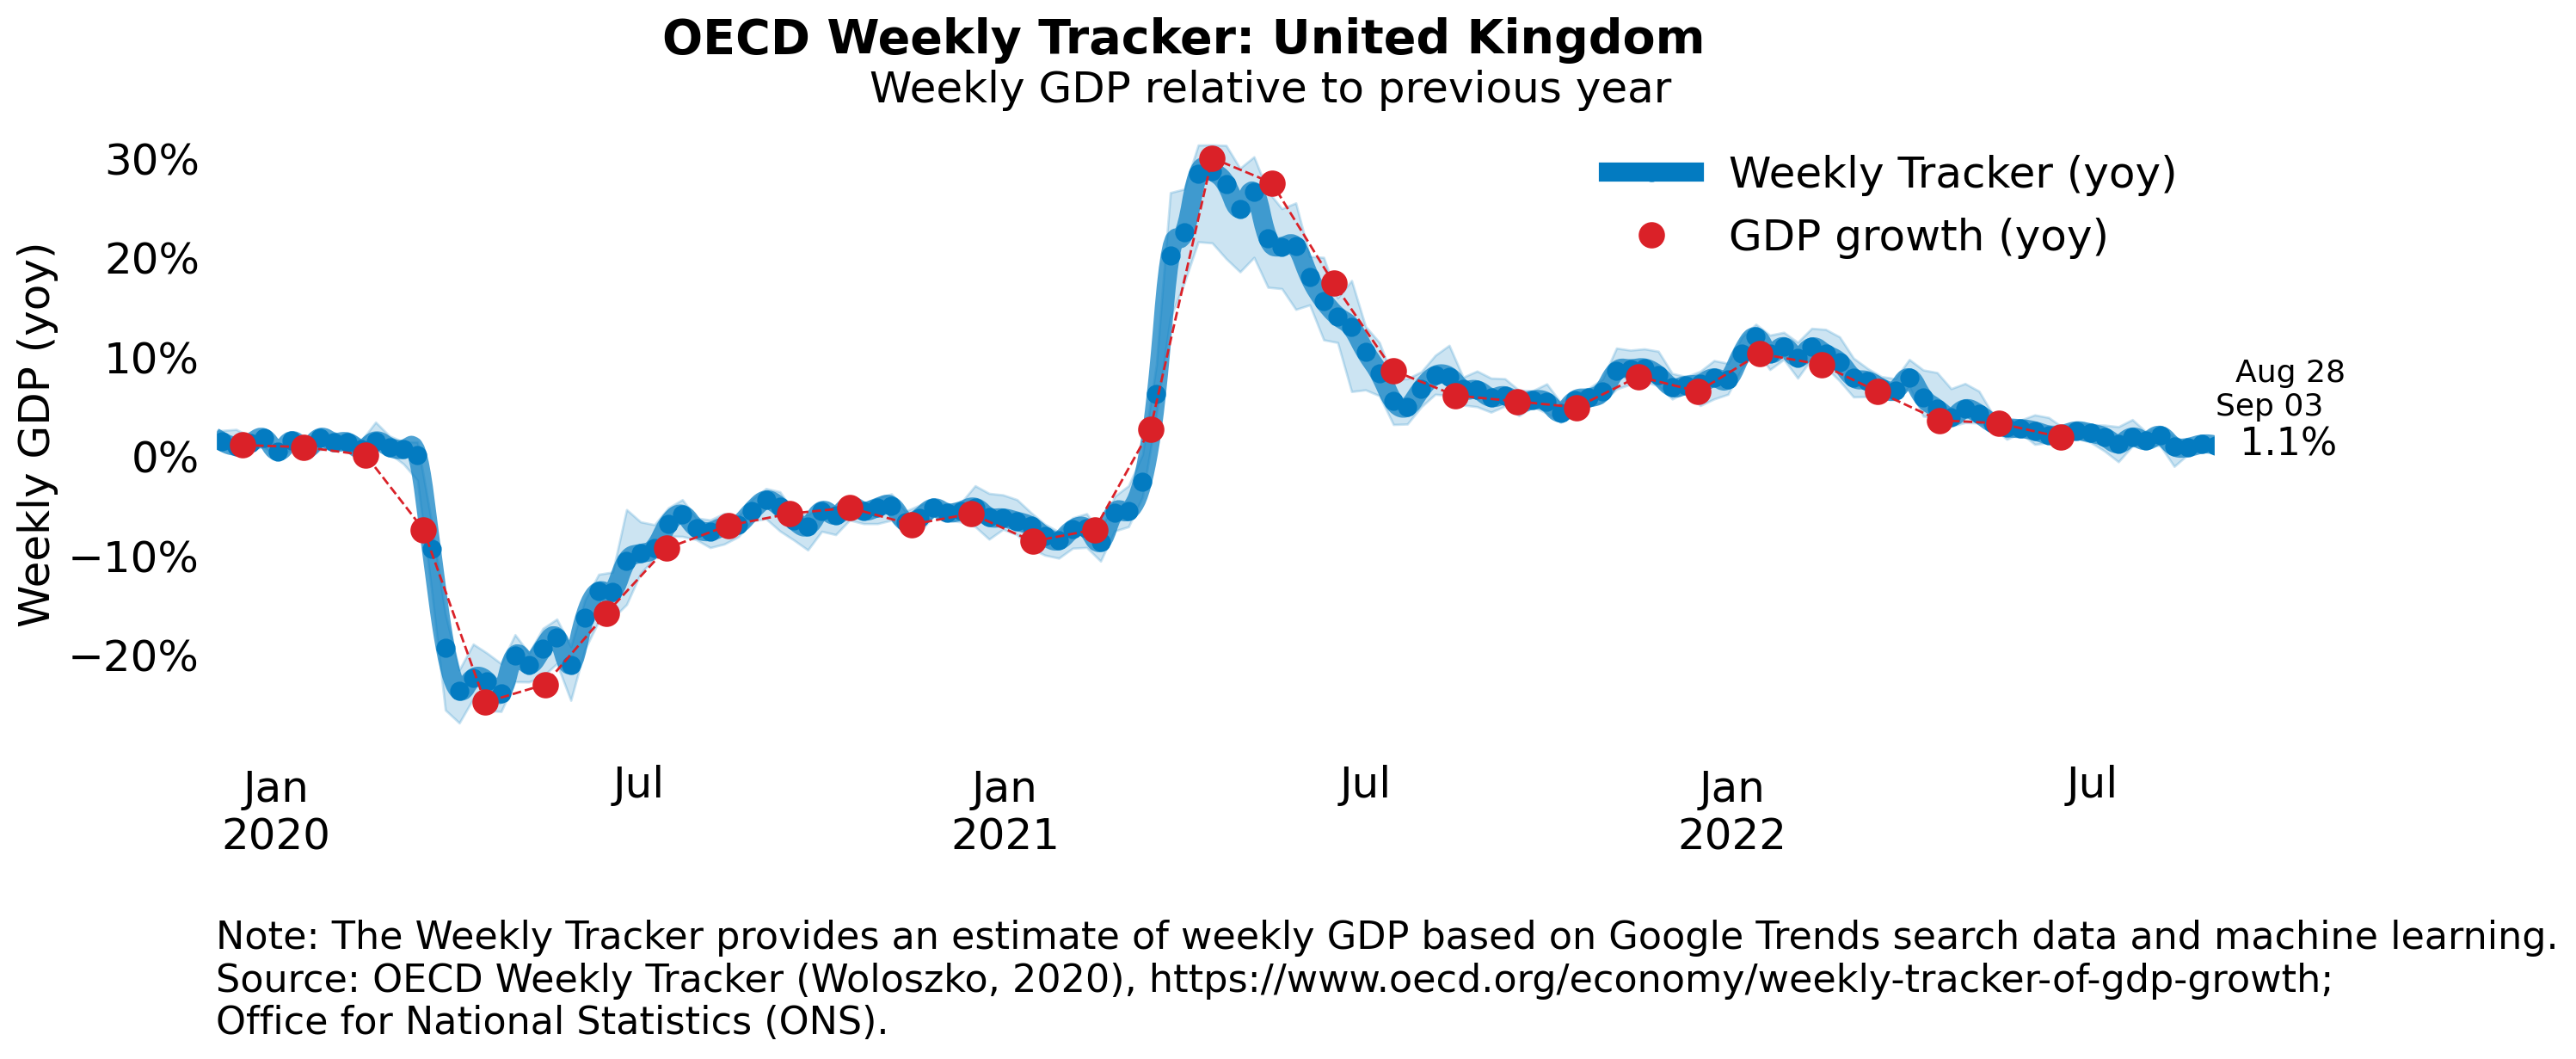 OECD Weekly Tracker: United Kingdom
Weekly GDP relative to previous year
Weekly GDP (yoy)
30%
20%
10%
0%
−10%
−20%
Weekly Tracker (yoy)
GDP growth (yoy)
Aug 28
Sep 03
1.1%
Jan
2020
Jul
Jan
2021
Jul
Jan
2022
Jul
Note: The Weekly Tracker provides an estimate of weekly GDP based on Google Trends search data and machine learning.
Source: OECD Weekly Tracker (Woloszko, 2020), https://www.oecd.org/economy/weekly-tracker-of-gdp-growth;
Office for National Statistics (ONS).